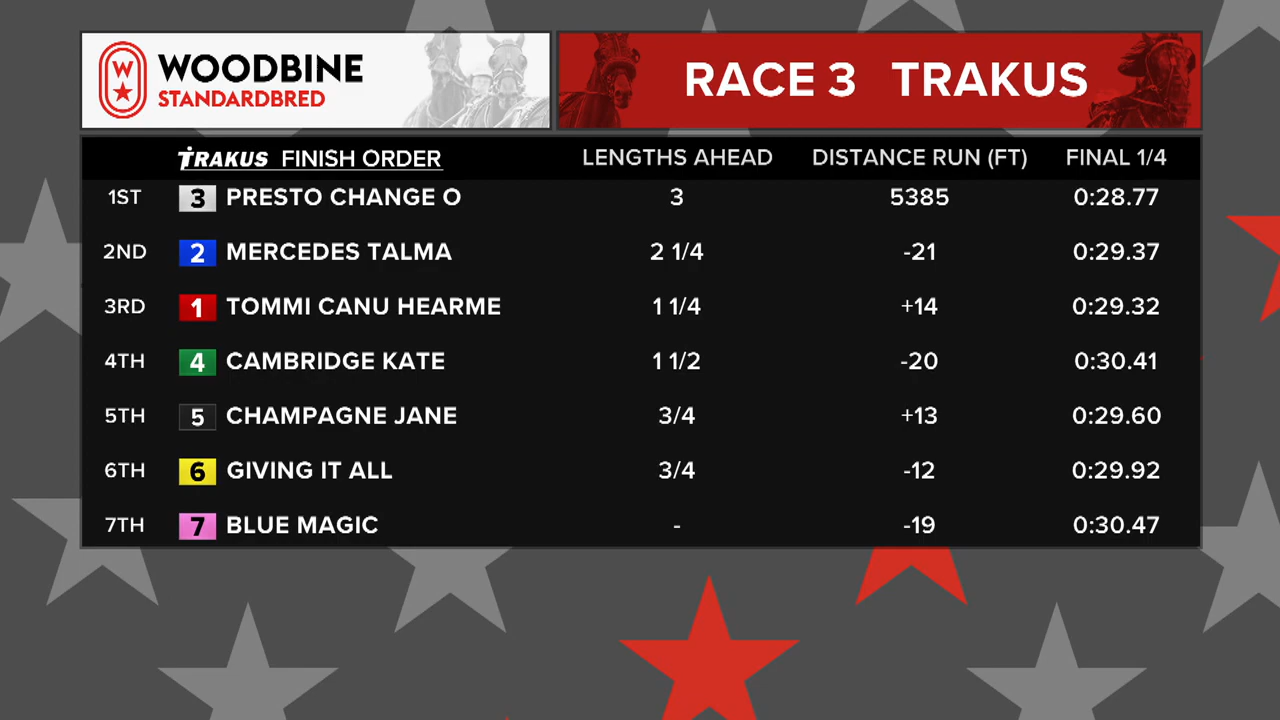 WOODBINE
STANDARDBRED
W
RACE 3 TRAKUS
TRAKUS FINISH ORDER LENGTHS AHEAD DISTANCE RUN (FT) FINAL 1/4
1ST 3 PRESTO CHANGE O 3 5385 0:28.77
2ND 2 MERCEDES TALMA 2 1/4 -21 0:29.37
3RD 1 TOMMI CANU HEARME 1 1/4 +14 0:29.32
4TH 4 CAMBRIDGE KATE 1 1/2 -20 0:30.41
5TH 5 CHAMPAGNE JANE 3/4 +13 0:29.60
6TH 6 GIVING IT ALL 3/4 -12 0:29.92
7TH 7 BLUE MAGIC - -19 0:30.47